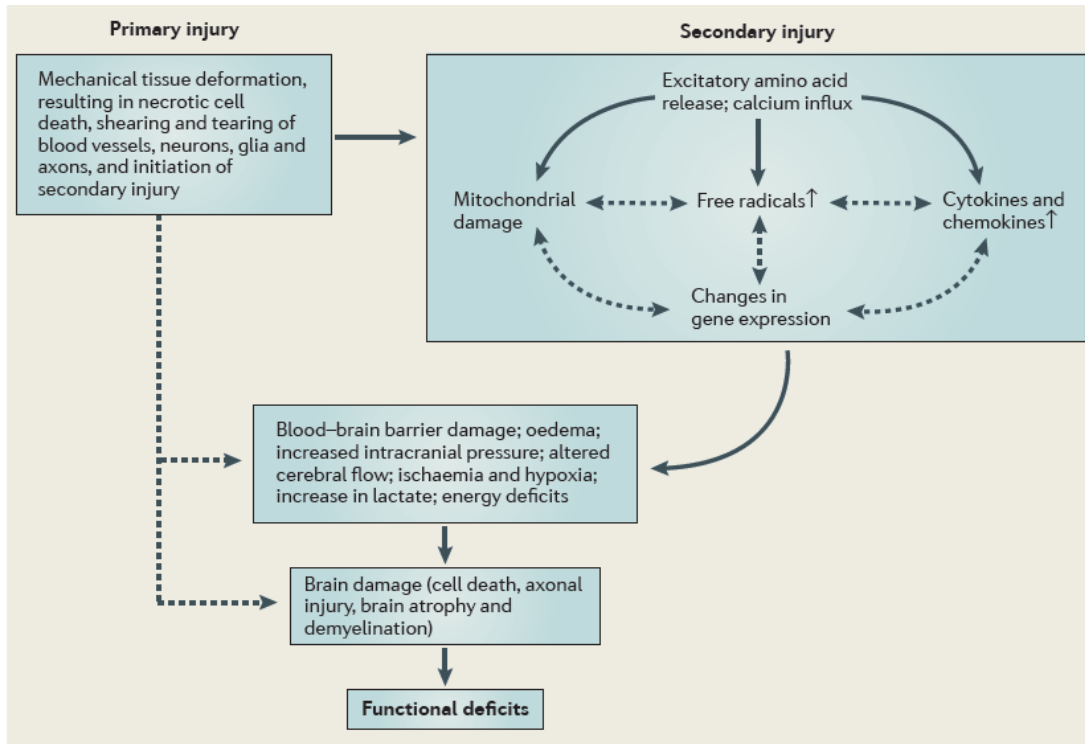 Primary injury
Mechanical tissue deformation,
resulting in necrotic cell
death, shearing and tearing of
blood vessels, neurons, glia and
axons, and initiation of
secondary injury
Secondary injury
Excitatory amino acid
release; calcium influx
Mitochondrial
damage
Free radicals↑
Cytokines and
chemokines↑
Changes in
gene expression
Blood–brain barrier damage; oedema;
increased intracranial pressure; altered
cerebral flow; ischaemia and hypoxia;
increase in lactate; energy deficits
Brain damage (cell death, axonal
injury, brain atrophy and
demyelination)
Functional deficits